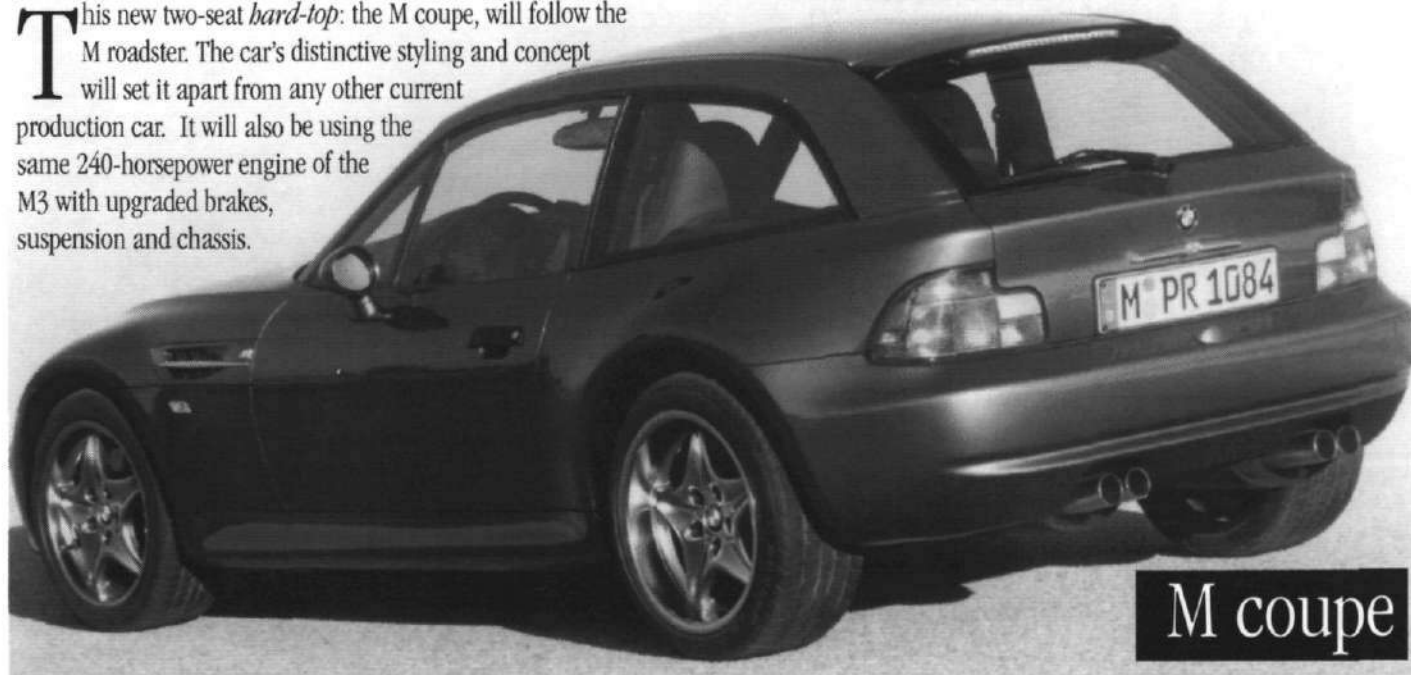 This new two-seat hard-top: the M coupe, will follow the
M roadster. The car's distinctive styling and concept
will set it apart from any other current
production car. It will also be using the
same 240-horsepower engine of the
M3 with upgraded brakes,
suspension and chassis.
M PR 1084
M coupe